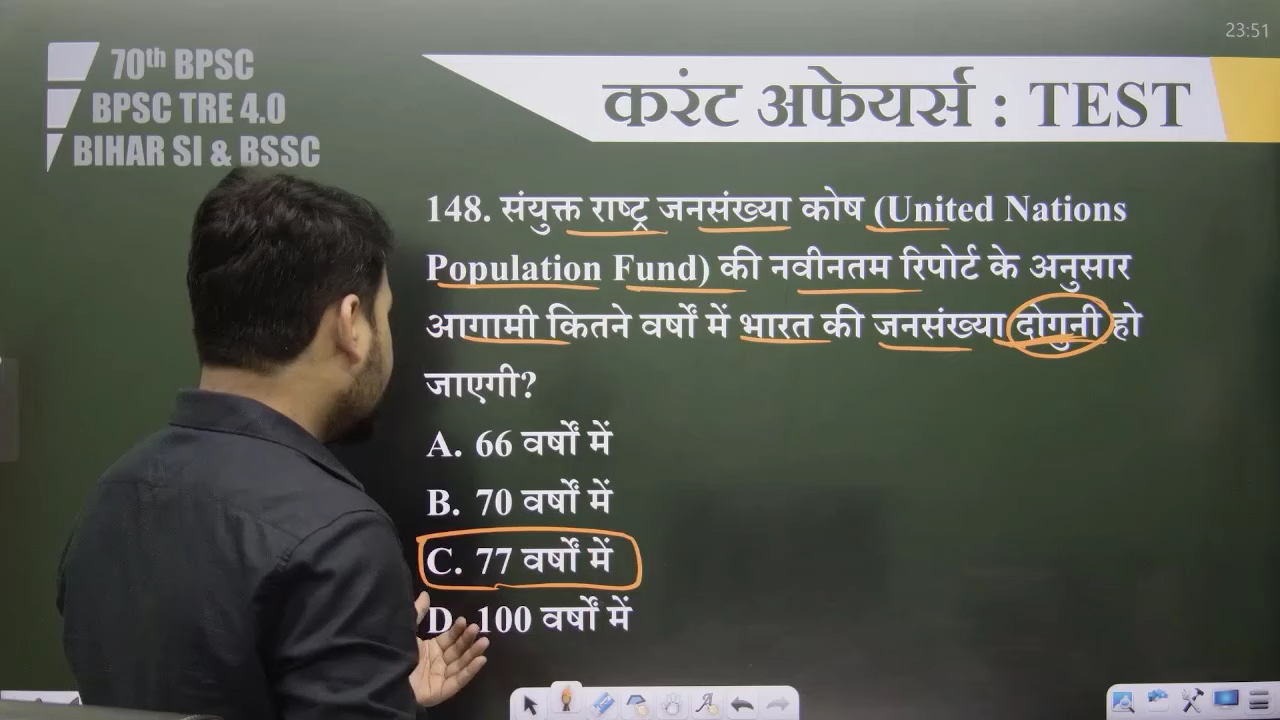 23:51
70th BPSC
BPSC TRE 4.0
BIHAR SI & BSSC
करंट अफेयर्स : TEST
148. संयुक्त राष्ट्र जनसंख्या कोष (United Nations
Population Fund) की नवीनतम रिपोर्ट के अनुसार
आगामी कितने वर्षों में भारत की जनसंख्या दोगुनी हो
जाएगी?
A. 66 वर्षों में
B. 70 वर्षों में
C. 77 वर्षों में
D. 100 वर्षों में